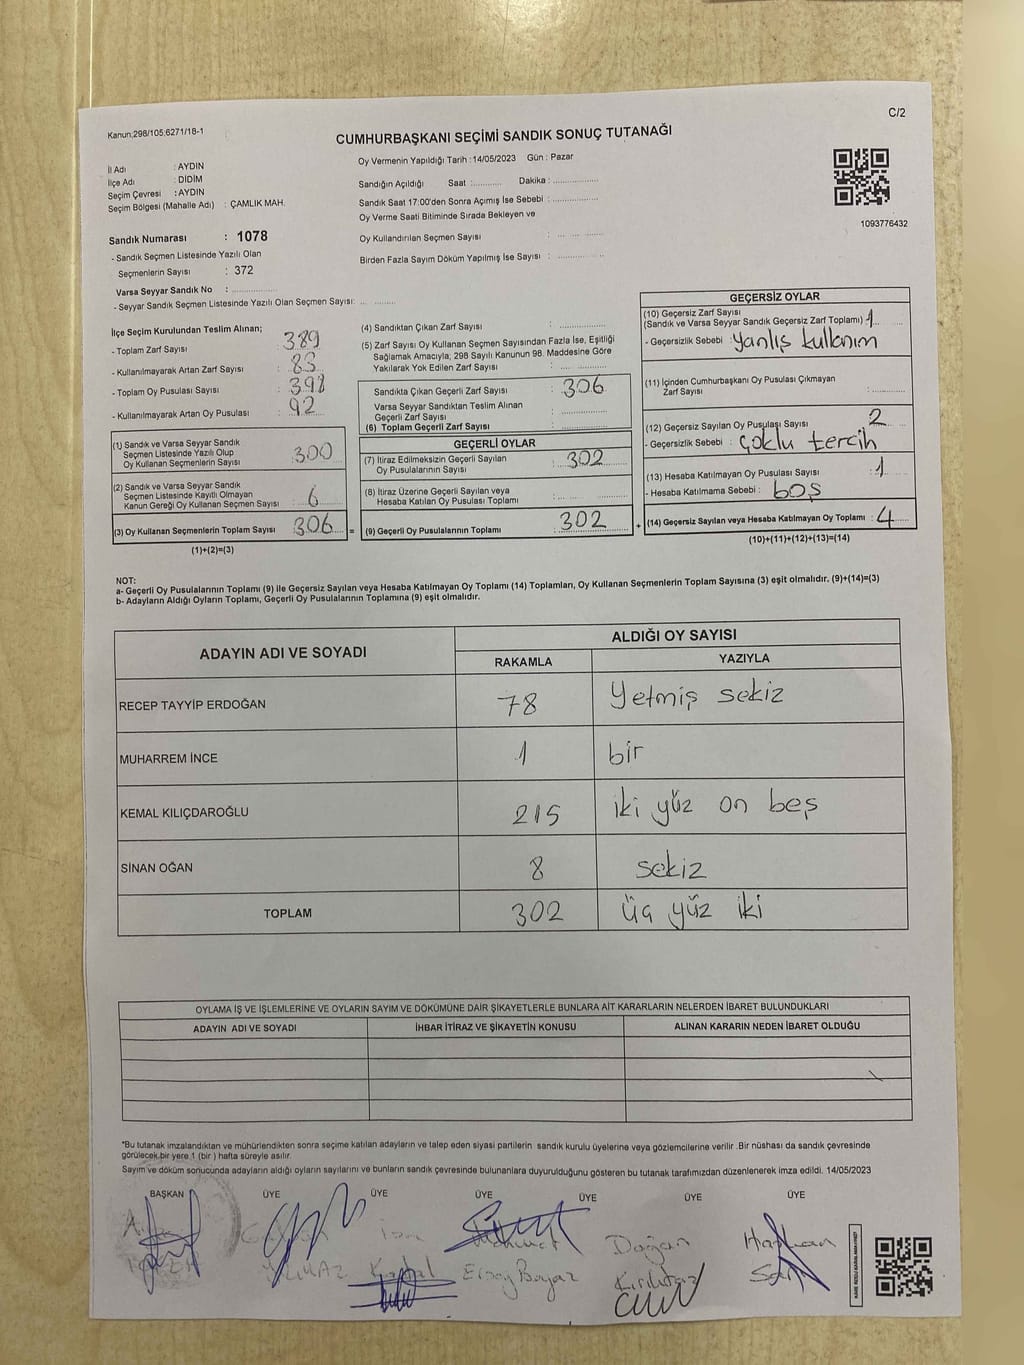 Kanun;298/105;6271/18-1
C/2
CUMHURBAŞKANI SEÇİMİ SANDIK SONUÇ TUTANAĞI
İl Adı : AYDIN
İlçe Adı : DİDİM
Seçim Çevresi : AYDIN
Seçim Bölgesi (Mahalle Adı) : ÇAMLIK MAH.
Oy Vermenin Yapıldığı Tarih : 14/05/2023 Gün : Pazar
Sandığın Açıldığı Saat :........... Dakika : ................
Sandık Saat 17:00'den Sonra Açımış İse Sebebi : ................
Oy Verme Saati Bitiminde Sırada Bekleyen ve
Oy Kullandırılan Seçmen Sayısı :
Birden Fazla Sayım Döküm Yapılmış İse Sayısı :
1093776432
Sandık Numarası : 1078
- Sandık Seçmen Listesinde Yazılı Olan
Seçmenlerin Sayısı : 372
Varsa Seyyar Sandık No : ................
- Seyyar Sandık Seçmen Listesinde Yazılı Olan Seçmen Sayısı:
İlçe Seçim Kurulundan Teslim Alınan;
- Toplam Zarf Sayısı : 389
- Kullanılmayarak Artan Zarf Sayısı : 83
- Toplam Oy Pusulası Sayısı : 398
- Kullanılmayarak Artan Oy Pusulası : 92
(1) Sandık ve Varsa Seyyar Sandık
Seçmen Listesinde Yazılı Olup
Oy Kullanan Seçmenlerin Sayısı : 300
(2) Sandık ve Varsa Seyyar Sandık
Seçmen Listesinde Kayıtlı Olmayan
Kanun Gereği Oy Kullanan Seçmen Sayısı : 6
(3) Oy Kullanan Seçmenlerin Toplam Sayısı : 306 =
(1)+(2)=(3)
(4) Sandıktan Çıkan Zarf Sayısı : ................
(5) Zarf Sayısı Oy Kullanan Seçmen Sayısından Fazla İse, Eşitliği
Sağlamak Amacıyla; 298 Sayılı Kanunun 98. Maddesine Göre
Yakılarak Yok Edilen Zarf Sayısı :
Sandıkta Çıkan Geçerli Zarf Sayısı : 306
Varsa Seyyar Sandıktan Teslim Alınan
Geçerli Zarf Sayısı : ................
(6) Toplam Geçerli Zarf Sayısı : ................
GEÇERLİ OYLAR
(7) İtiraz Edilmeksizin Geçerli Sayılan
Oy Pusulalarının Sayısı : 302
(8) İtiraz Üzerine Geçerli Sayılan veya
Hesaba Katılan Oy Pusulası Toplamı :
(9) Geçerli Oy Pusulalarının Toplamı : 302 +
GEÇERSİZ OYLAR
(10) Geçersiz Zarf Sayısı
(Sandık ve Varsa Seyyar Sandık Geçersiz Zarf Toplamı) : 1
- Geçersizlik Sebebi : yanlış kullanım
(11) İçinden Cumhurbaşkanı Oy Pusulası Çıkmayan
Zarf Sayısı : ................
(12) Geçersiz Sayılan Oy Pusulası Sayısı : 2
- Geçersizlik Sebebi : çoklu tercih
(13) Hesaba Katılmayan Oy Pusulası Sayısı : 1
- Hesaba Katılmama Sebebi : boş
(14) Geçersiz Sayılan veya Hesaba Katılmayan Oy Toplamı : 4
(10)+(11)+(12)+(13)=(14)
NOT:
a- Geçerli Oy Pusulalarının Toplamı (9) ile Geçersiz Sayılan veya Hesaba Katılmayan Oy Toplamı (14) Toplamları, Oy Kullanan Seçmenlerin Toplam Sayısına (3) eşit olmalıdır. (9)+(14)=(3)
b- Adayların Aldığı Oyların Toplamı, Geçerli Oy Pusulalarının Toplamına (9) eşit olmalıdır.
ADAYIN ADI VE SOYADI
ALDIĞI OY SAYISI
RAKAMLA YAZIYLA
RECEP TAYYİP ERDOĞAN 78 yetmiş sekiz
MUHARREM İNCE 1 bir
KEMAL KILIÇDAROĞLU 215 iki yüz on beş
SİNAN OĞAN 8 sekiz
TOPLAM 302 üç yüz iki
OYLAMA İŞ VE İŞLEMLERİNE VE OYLARIN SAYIM VE DÖKÜMÜNE DAİR ŞİKAYETLERLE BUNLARA AİT KARARLARIN NELERDEN İBARET BULUNDUKLARI
ADAYIN ADI VE SOYADI İHBAR İTİRAZ VE ŞİKAYETİN KONUSU ALINAN KARARIN NEDEN İBARET OLDUĞU
*Bu tutanak imzalandıktan ve mühürlendikten sonra seçime katılan adayların ve talep eden siyasi partilerin sandık kurulu üyelerine veya gözlemcilerine verilir .Bir nüshası da sandık çevresinde
görülecek bir yere 1 (bir ) hafta süreyle asılır.
Sayım ve döküm sonucunda adayların aldığı oyların sayılarını ve bunların sandık çevresinde bulunanlara duyurulduğunu gösteren bu tutanak tarafımızdan düzenlenerek imza edildi. 14/05/2023
BAŞKAN ÜYE ÜYE ÜYE ÜYE ÜYE ÜYE
Doğan
YILMAZ Ersoy Boyaz